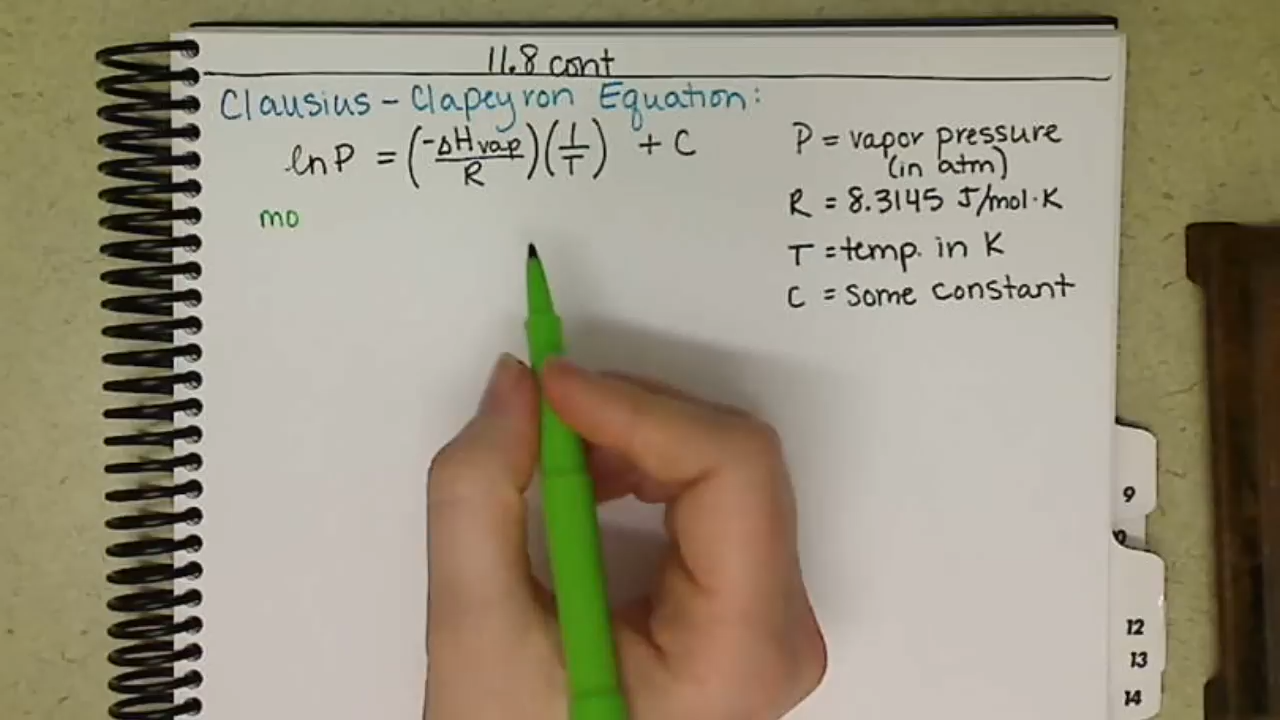 11.8 cont
Clausius - Clapeyron Equation:
ln P = (-ΔHvap/R)(1/T) + C
mo
P = vapor pressure
(in atm)
R = 8.3145 J/mol·K
T = temp. in K
C = some constant
9
12
13
14